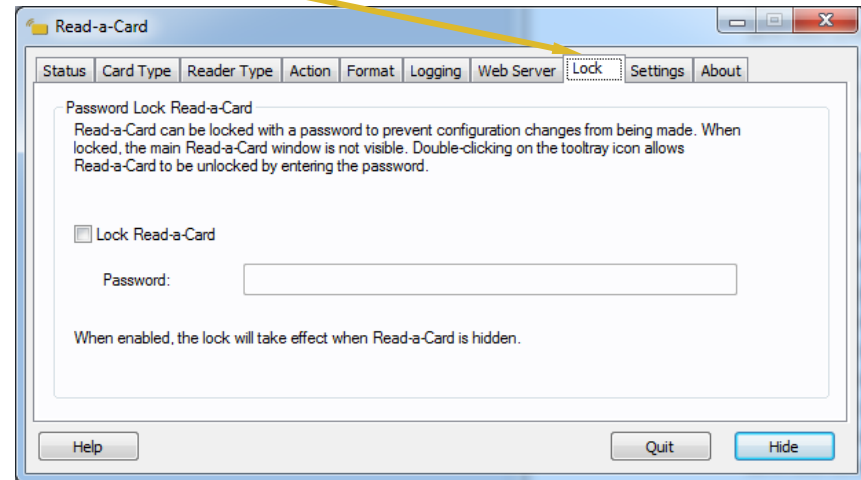 Read-a-Card
Status Card Type Reader Type Action Format Logging Web Server Lock Settings About
Password Lock Read-a-Card
Read-a-Card can be locked with a password to prevent configuration changes from being made. When
locked, the main Read-a-Card window is not visible. Double-clicking on the tooltray icon allows
Read-a-Card to be unlocked by entering the password.
Lock Read-a-Card
Password:
When enabled, the lock will take effect when Read-a-Card is hidden.
Help Quit Hide